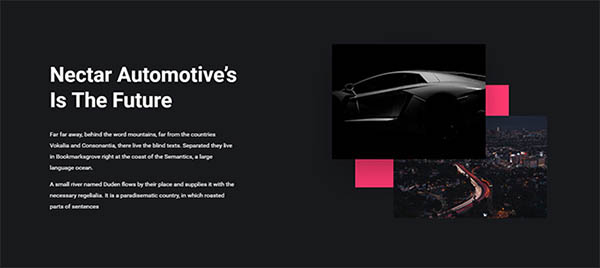 Nectar Automotive's
Is The Future
Far far away, behind the word mountains, far from the countries
Vokalia and Consonantia, there live the blind texts. Separated they live
in Bookmarksgrove right at the coast of the Semantics, a large
language ocean.
A small river named Duden flows by their place and supplies it with the
necessary regelialia. It is a paradisematic country, in which roasted
parts of sentences